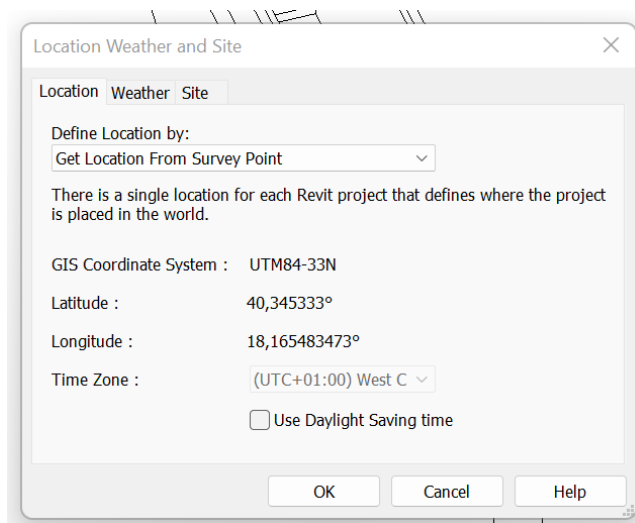 Location Weather and Site
Location Weather Site
Define Location by:
Get Location From Survey Point
There is a single location for each Revit project that defines where the project
is placed in the world.
GIS Coordinate System : UTM84-33N
Latitude : 40,345333°
Longitude : 18,165483473°
Time Zone : (UTC+01:00) West C
Use Daylight Saving time
OK Cancel Help